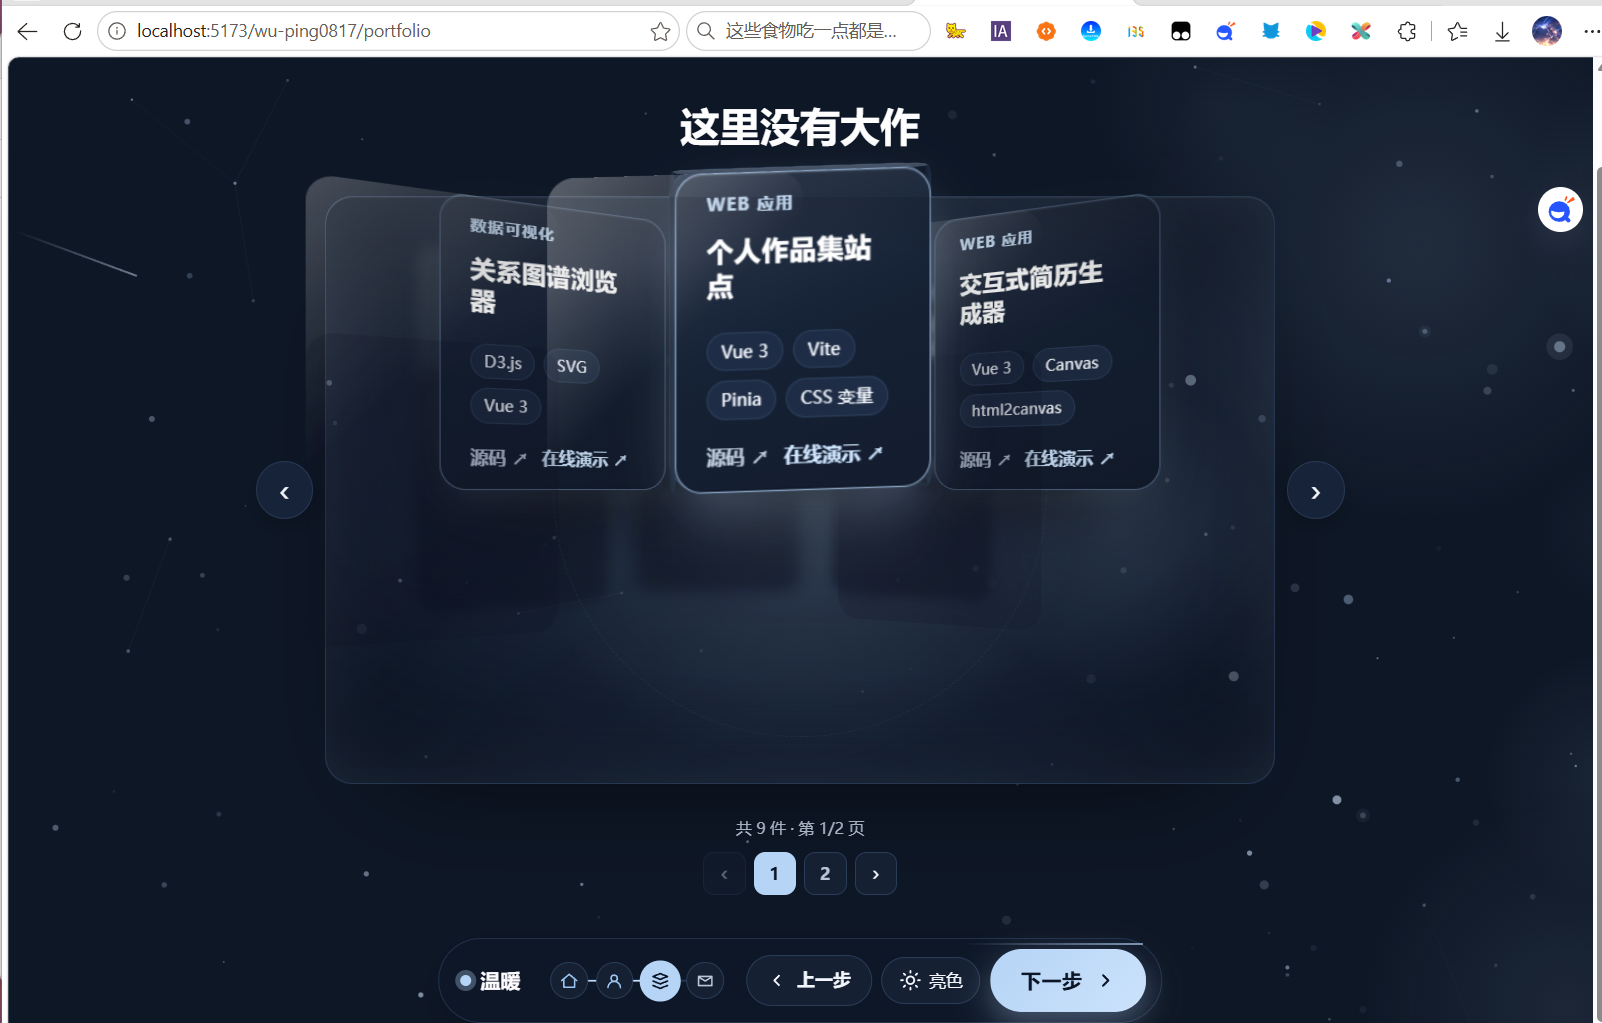 localhost:5173/wu-ping0817/portfolio
这些食物吃一点都是...
IA
135
这里没有大作
数据可视化
关系图谱浏览
器
D3.js
SVG
Vue 3
源码 ↗ 在线演示 ↗
WEB 应用
个人作品集站
点
Vue 3
Vite
Pinia
CSS 变量
源码 ↗ 在线演示 ↗
WEB 应用
交互式简历生
成器
Vue 3
Canvas
html2canvas
源码 ↗ 在线演示 ↗
‹
›
共 9 件 · 第 1/2 页
‹ 1 2 ›
温暖
‹ 上一步
亮色
下一步 ›